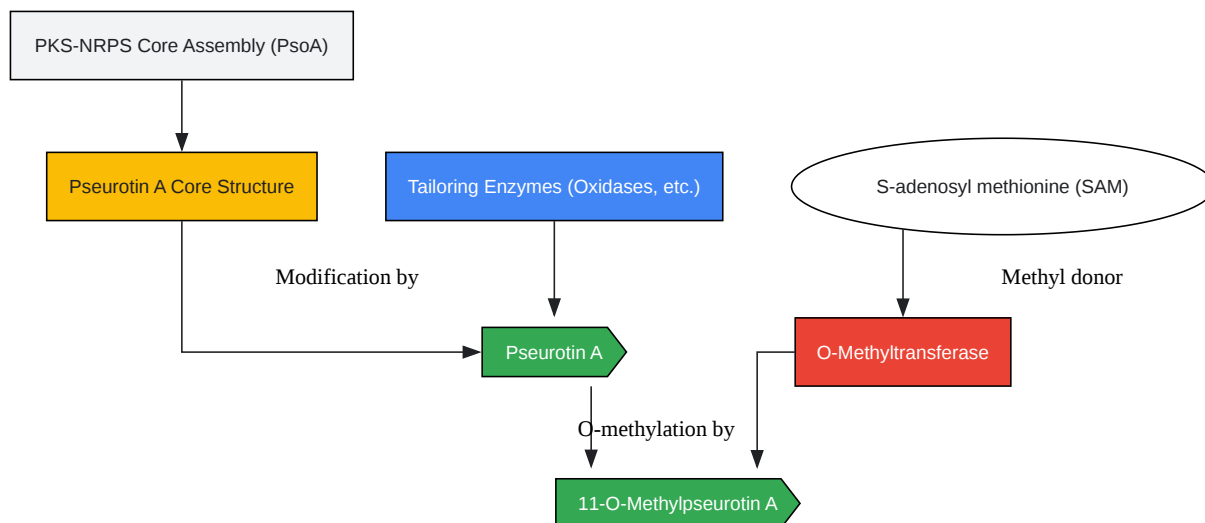 PKS-NRPS Core Assembly (PsoA)
Pseurotin A Core Structure
Tailoring Enzymes (Oxidases, etc.)
S-adenosyl methionine (SAM)
Modification by
Methyl donor
Pseurotin A
O-Methyltransferase
O-methylation by
11-O-Methylpseurotin A